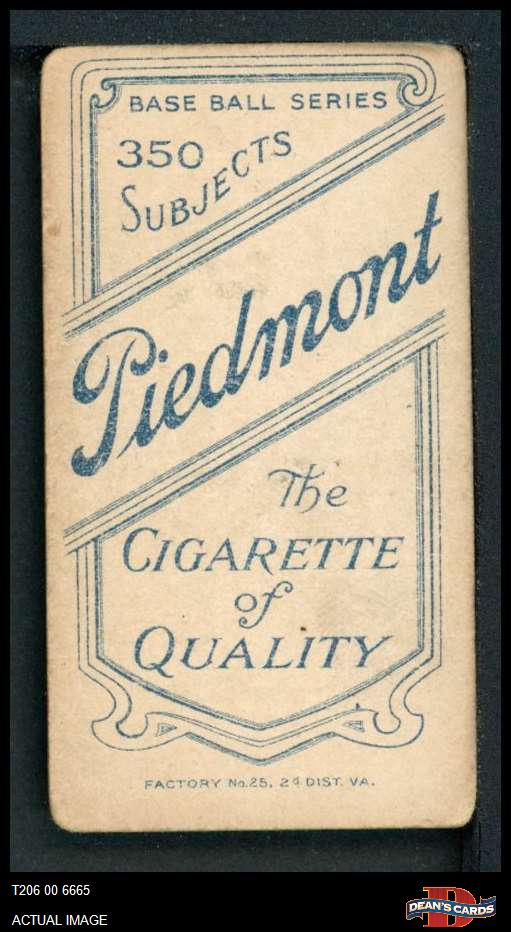 BASE BALL SERIES
350
SUBJECTS
Piedmont
The
CIGARETTE
of
QUALITY
FACTORY No.25, 2d DIST. VA.
T206 00 6665
ACTUAL IMAGE
DEAN'S CARDS